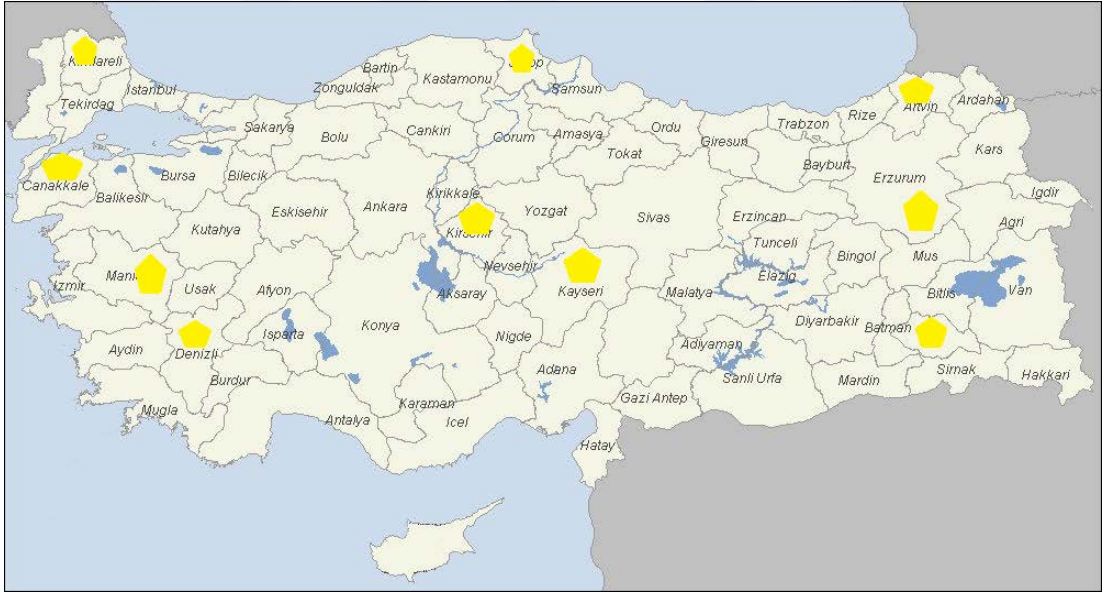 Kirklareli
Tekirdag
Istanbul
Zonguldak
Bartin
Kastamonu
Samsun
Artvin
Ardahan
Sakarya
Bolu
Cankiri
Corum
Amasya
Ordu
Giresun
Trabzon
Rize
Kars
Tokat
Bayburt
Erzurum
Igdir
Canakkale
Balikesir
Bursa
Bilecik
Eskisehir
Ankara
Kirikkale
Yozgat
Sivas
Erzincan
Agri
Kutahya
Kirsehir
Tunceli
Bingol
Mus
Izmir
Usak
Afyon
Nevsehir
Aksaray
Kayseri
Malatya
Elazig
Bitlis
Van
Aydin
Denizli
Isparta
Konya
Nigde
Adiyaman
Diyarbakir
Batman
Burdur
Adana
Sanli Urfa
Mardin
Sirnak
Hakkari
Mugla
Antalya
Karaman
Icel
Gazi Antep
Hatay